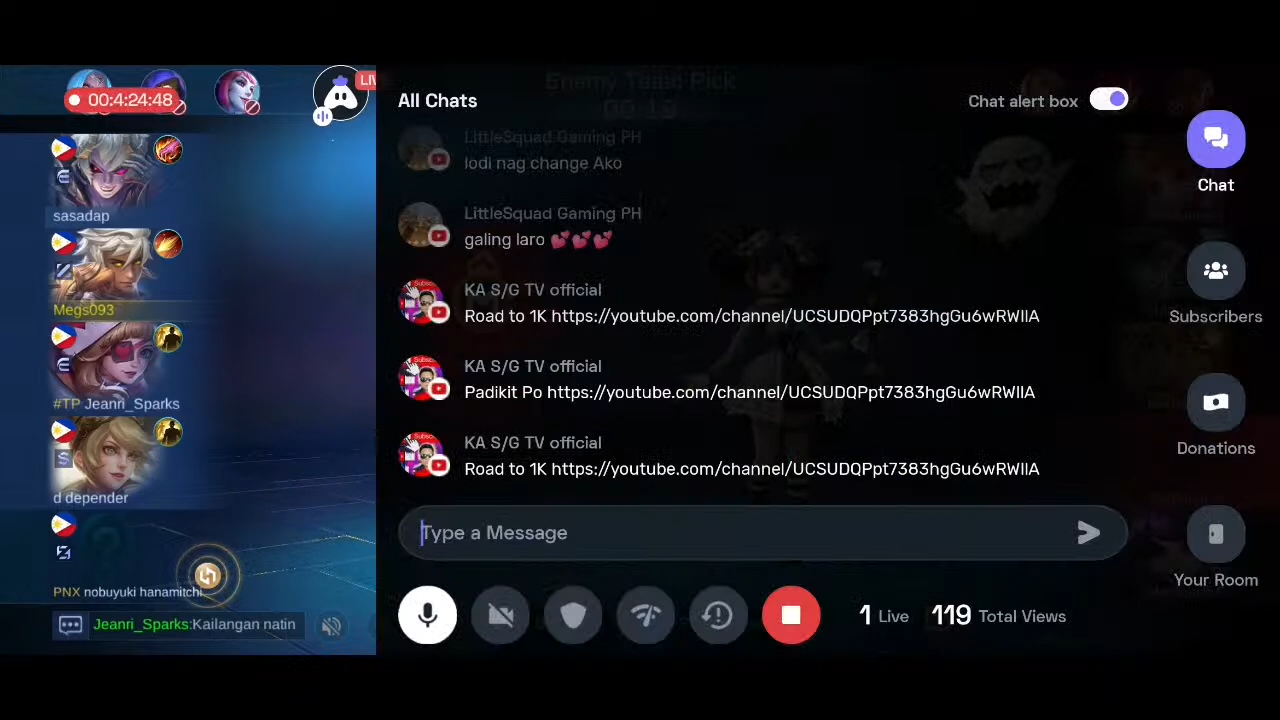 00:4:24:48
LIV
sasadap
Megs093
#TP Jeanri_Sparks
d depender
PNX nobuyuki hanamitchi
Jeanri_Sparks:Kailangan natin
Enemy Team Pick
All Chats
Chat alert box
LittleSquad Gaming PH
lodi nag change Ako
LittleSquad Gaming PH
galing laro 💕💕💕
KA S/G TV official
Road to 1K https://youtube.com/channel/UCSUDQPpt7383hgGu6wRWIlA
KA S/G TV official
Padikit Po https://youtube.com/channel/UCSUDQPpt7383hgGu6wRWIlA
KA S/G TV official
Road to 1K https://youtube.com/channel/UCSUDQPpt7383hgGu6wRWIlA
Type a Message
1 Live 119 Total Views
Chat
Subscribers
Donations
Your Room